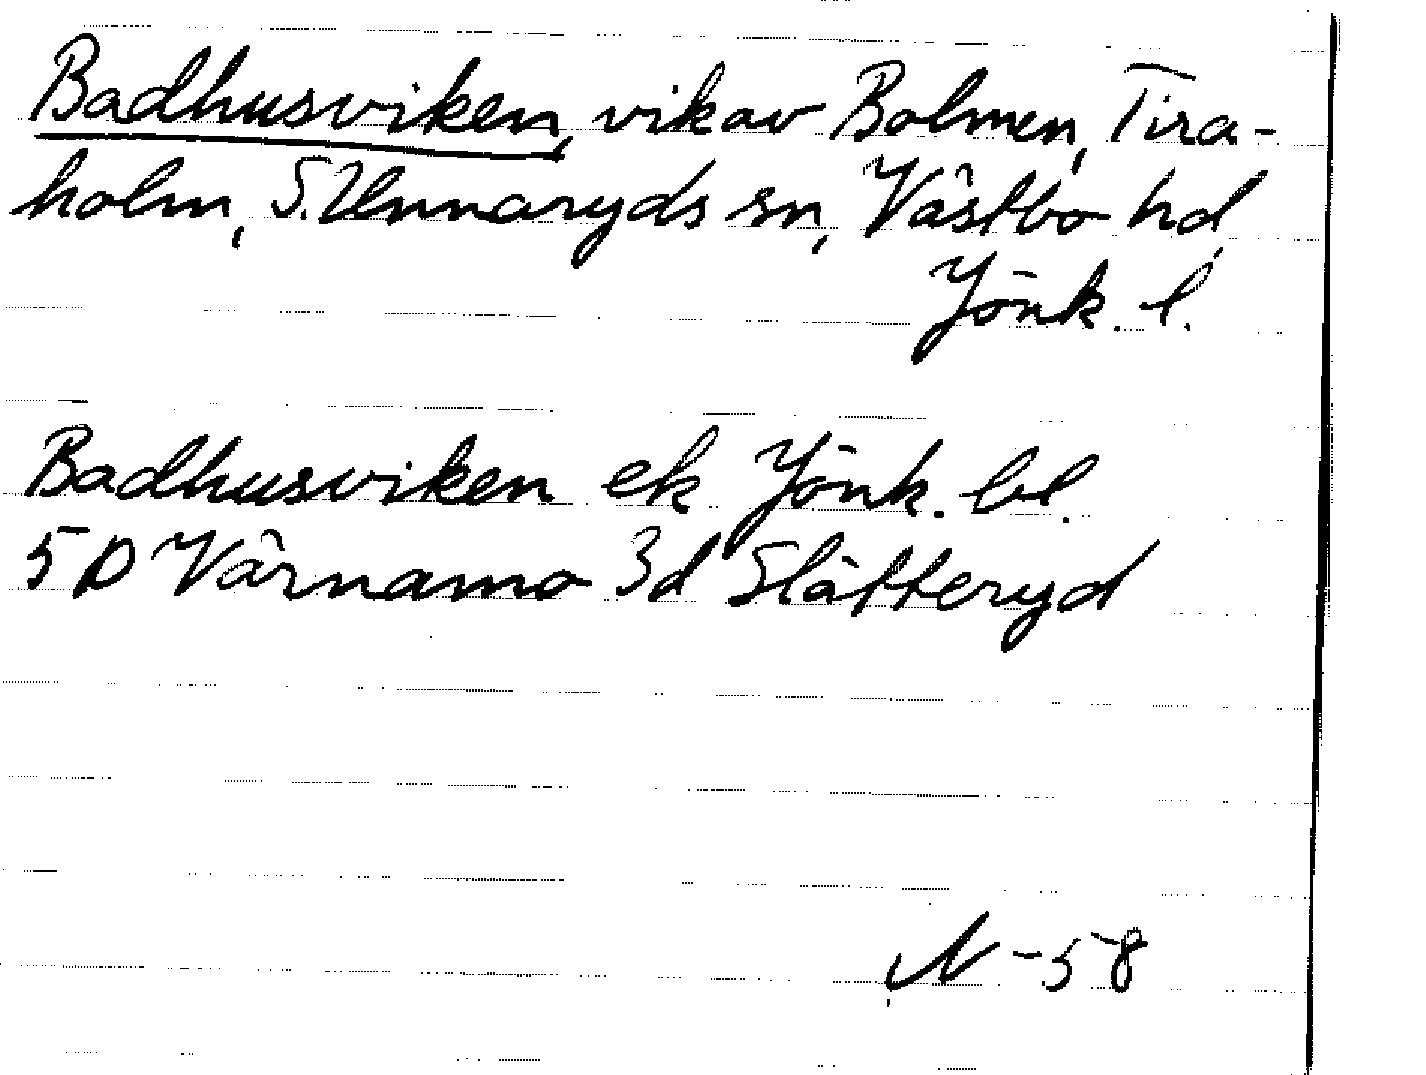 Badhusviken, vik av Bolmen, Tira-
holm, S. Unnaryds sn, Västbo hd,
Jönk. l.
Badhusviken ek Jönk. bl.
5 D Värnamo 3d Slätteryd
N -58